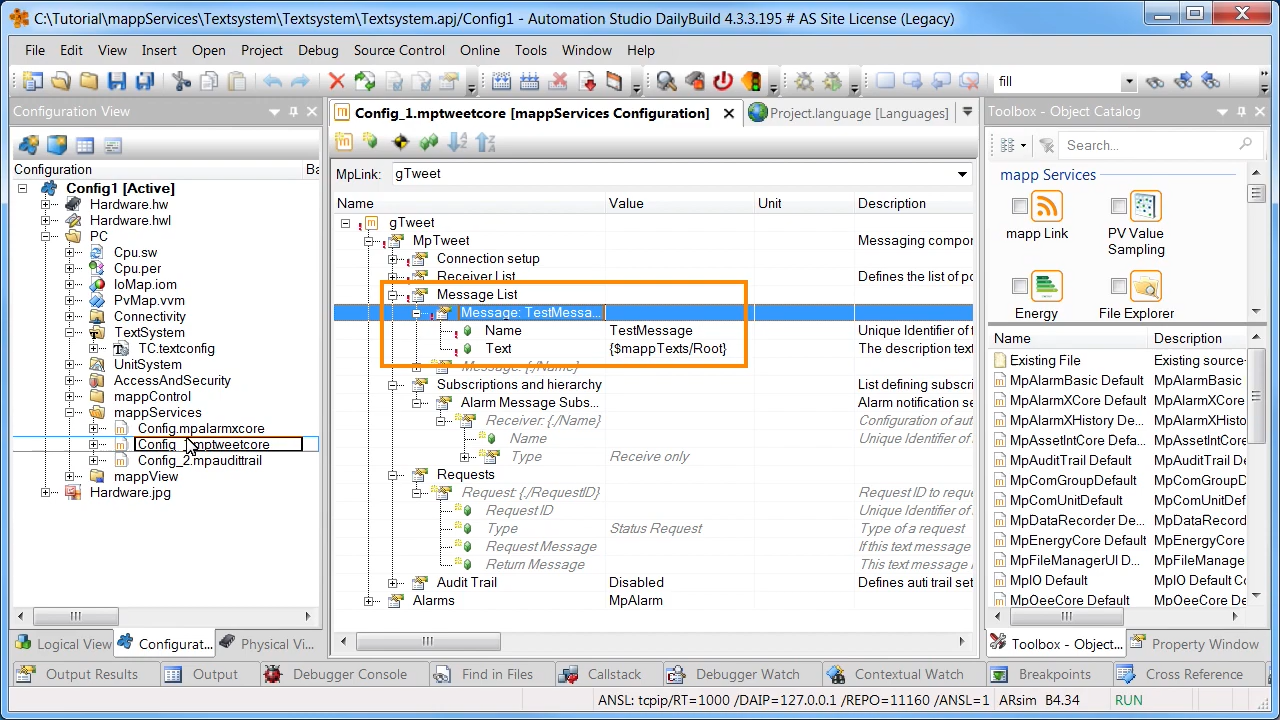 C:\Tutorial\mappServices\Textsystem\Textsystem\Textsystem.apj/Config1 - Automation Studio DailyBuild 4.3.3.195 # AS Site License (Legacy)
File Edit View Insert Open Project Debug Source Control Online Tools Window Help
fill
Configuration View
Configuration Ba
Config1 [Active]
Hardware.hw
Hardware.hwl
PC
Cpu.sw
Cpu.per
IoMap.iom
PvMap.vvm
Connectivity
TextSystem
TC.textconfig
UnitSystem
AccessAndSecurity
mappControl
mappServices
Config.mpalarmxcore
Config_1.mptweetcore
Config_2.mpaudittrail
mappView
Hardware.jpg
Logical View Configurat... Physical Vi...
Config_1.mptweetcore [mappServices Configuration] Project.language [Languages]
MpLink: gTweet
Name Value Unit Description
gTweet
MpTweet Messaging compo
Connection setup
Receiver List Defines the list of po
Message List
Message: TestMessa...
Name TestMessage Unique Identifier of t
Text {$mappTexts/Root} The description text
Message: {./Name}
Subscriptions and hierarchy List defining subscri
Alarm Message Subs... Alarm notification se
Receiver: {./Name} Configuration of aut
Name Unique Identifier of
Type Receive only
Requests
Request: {./RequestID} Request ID to reque
Request ID Unique Identifier of
Type Status Request Type of a request
Request Message If this text message
Return Message This text message
Audit Trail Disabled Defines auti trail set
Alarms MpAlarm
Toolbox - Object Catalog
Search...
mapp Services
mapp Link PV Value
Sampling
Energy File Explorer
Name Description
Existing File Existing source-
MpAlarmBasic Default MpAlarmBasic
MpAlarmXCore Default MpAlarmXCore
MpAlarmXHistory Default MpAlarmXHistory
MpAssetIntCore Default MpAssetIntCore
MpAuditTrail Default MpAuditTrail
MpComGroupDefault MpComGroupDef
MpComUnitDefault MpComUnitDef
MpDataRecorder De... MpDataRecord
MpEnergyCore Default MpEnergyCore
MpFileManagerUI D... MpFileManage
MpIO Default MpIO Default Co
MpOeeCore Default MpOeeCore Def
Toolbox - Object... Property Window
Output Results Output Debugger Console Find in Files Callstack Debugger Watch Contextual Watch Breakpoints Cross Reference
ANSL: tcpip/RT=1000 /DAIP=127.0.0.1 /REPO=11160 /ANSL=1 ARsim B4.34 RUN